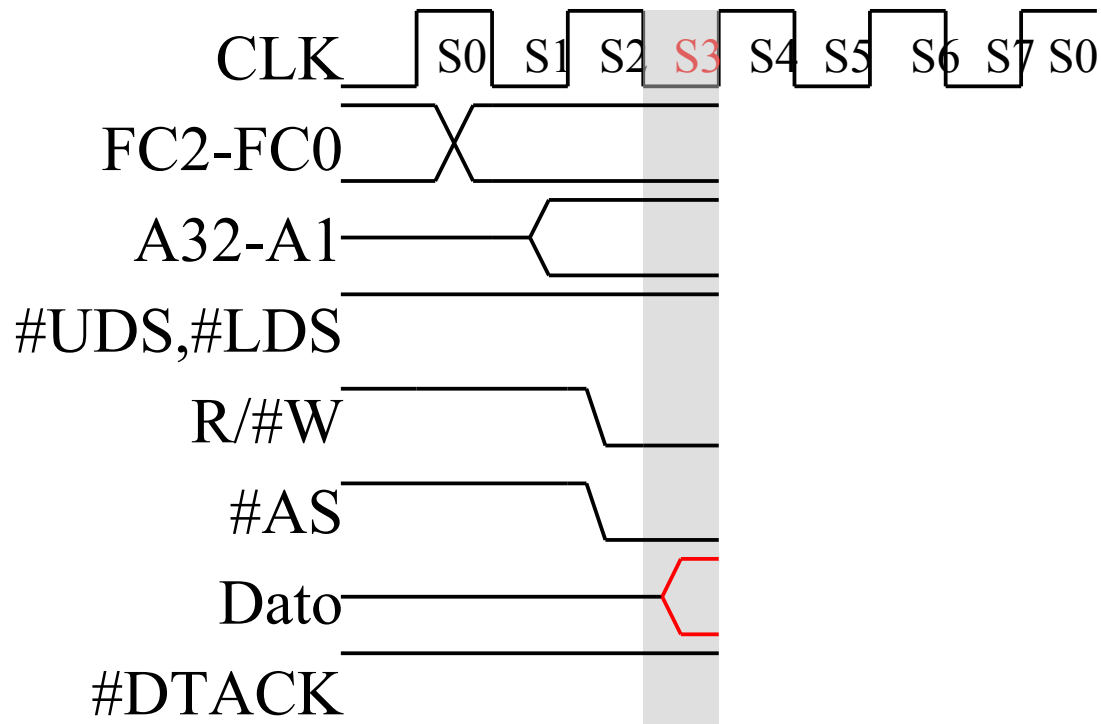 CLK S0 S1 S2 S3 S4 S5 S6 S7 S0
FC2-FC0
A32-A1
#UDS,#LDS
R/#W
#AS
Dato
#DTACK